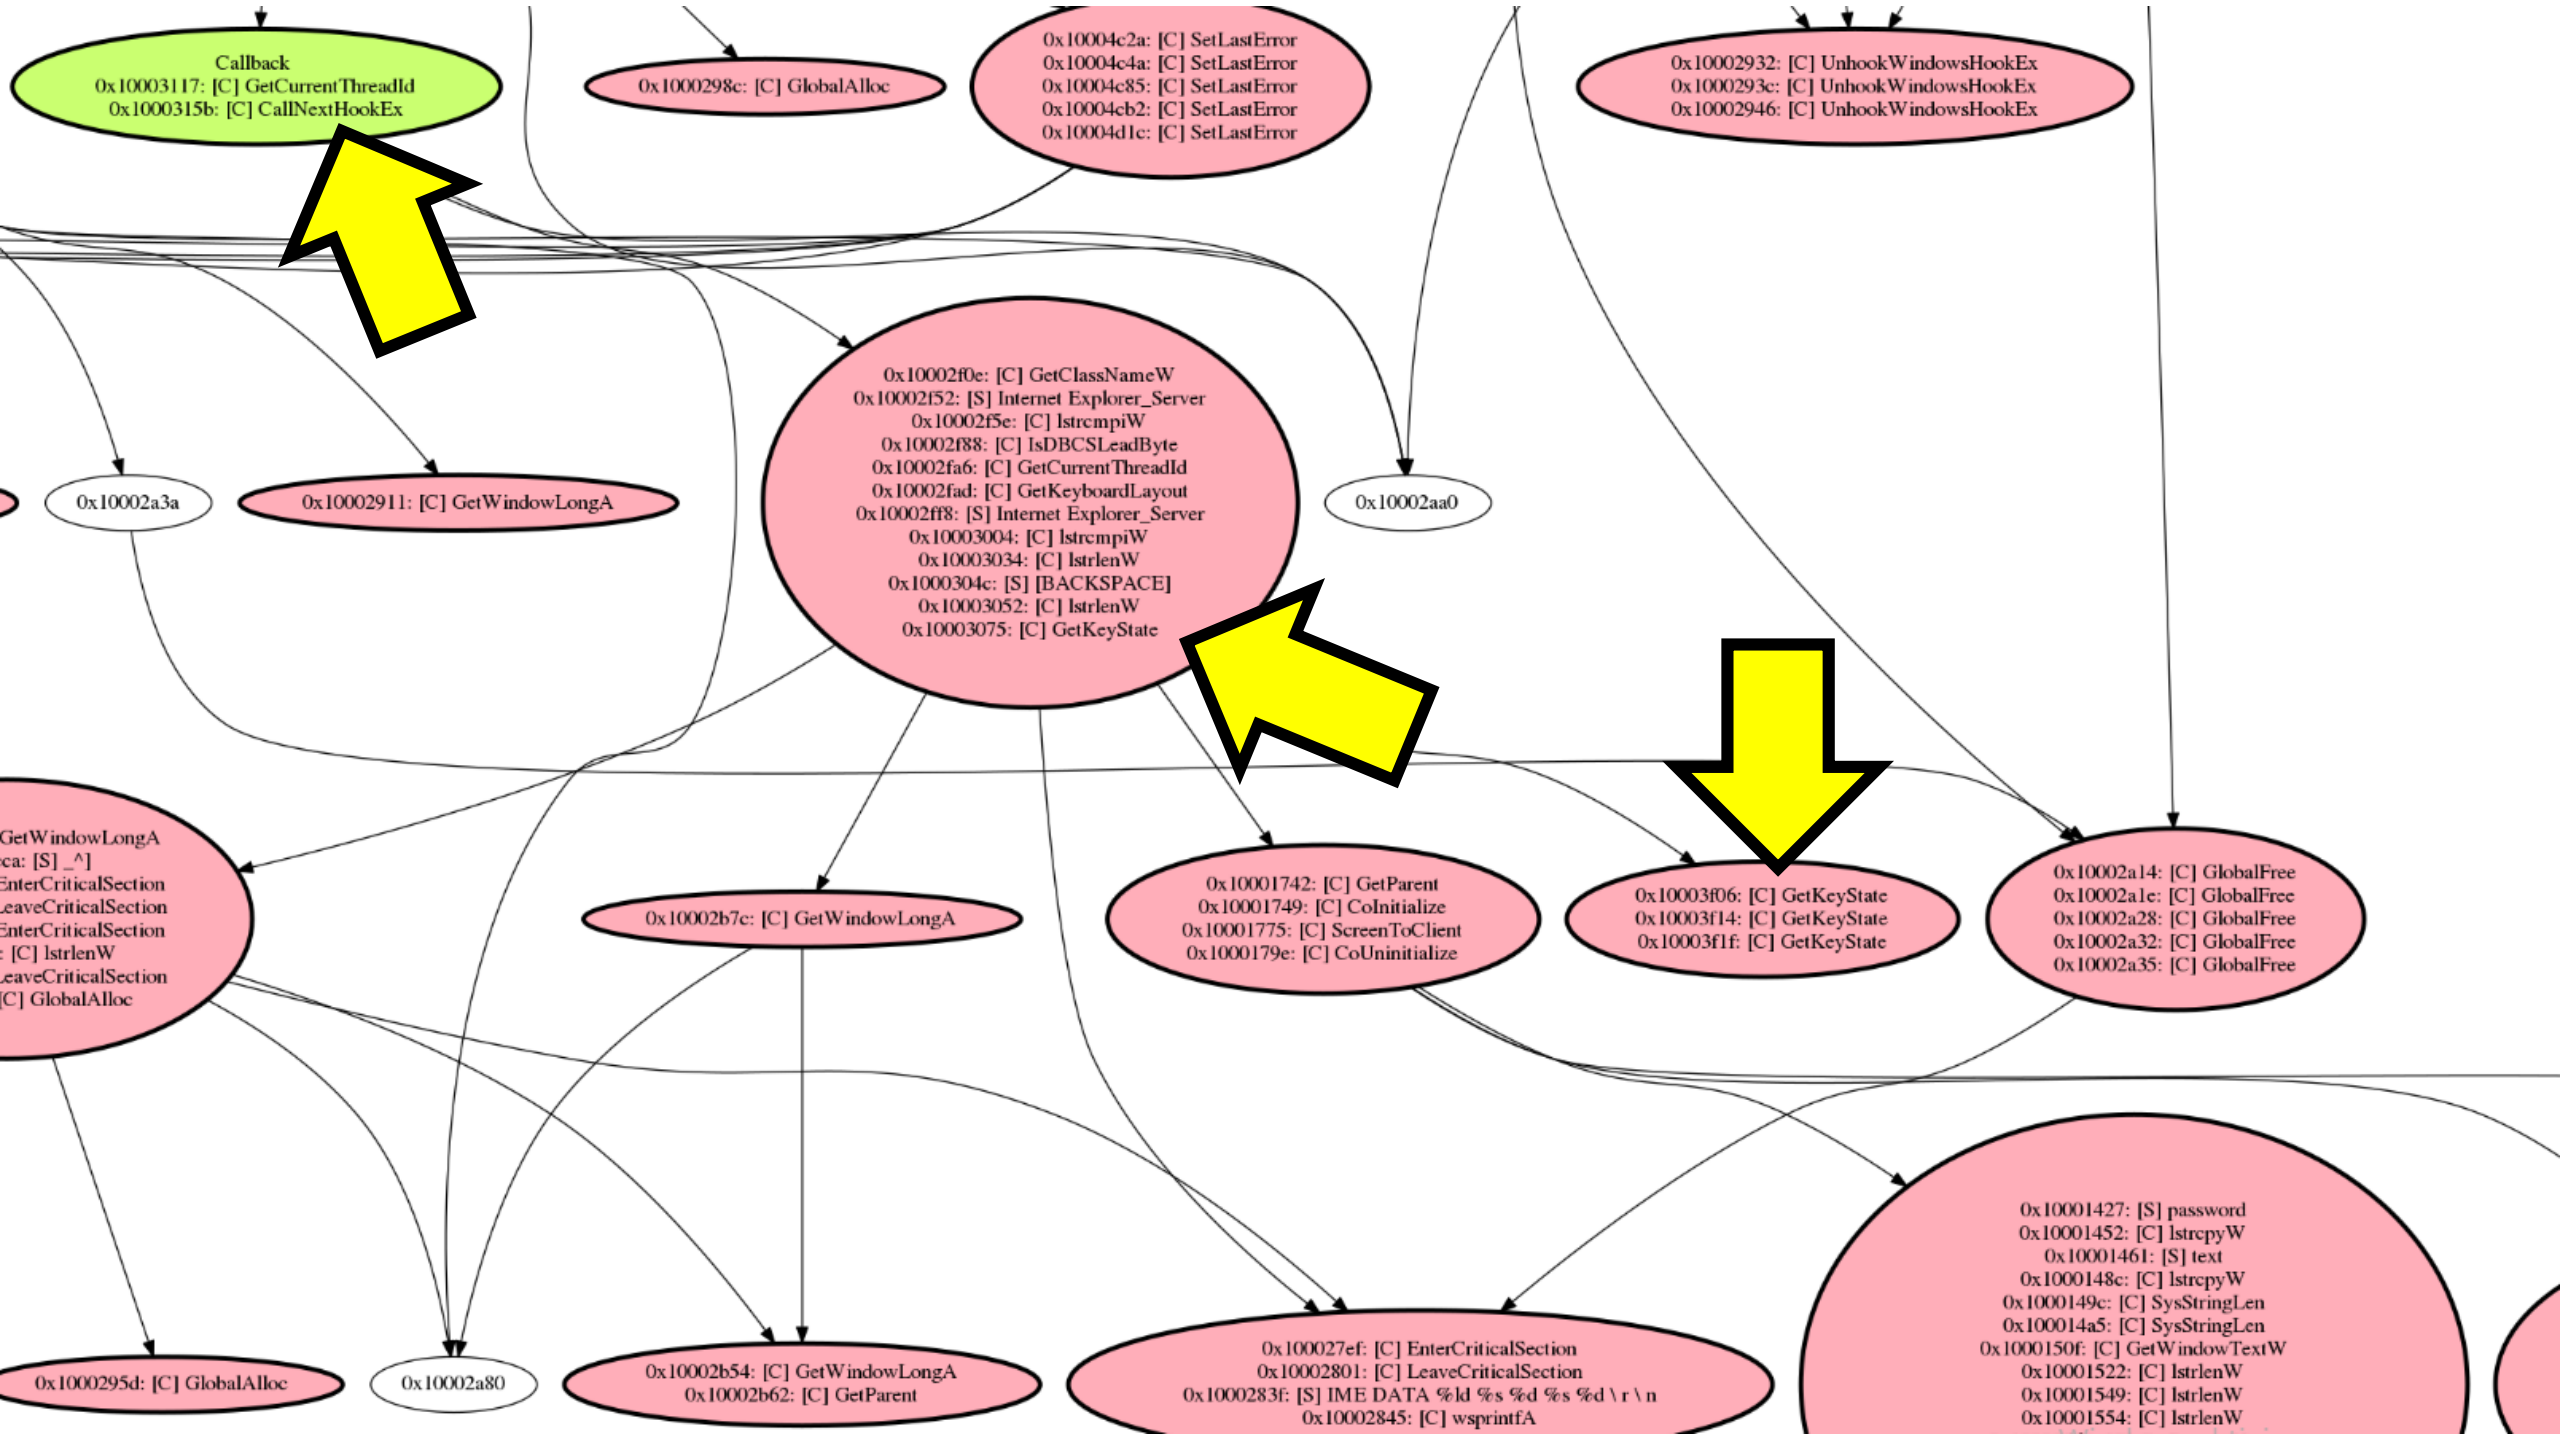 Callback
0x10003117: [C] GetCurrentThreadId
0x1000315b: [C] CallNextHookEx
0x1000298c: [C] GlobalAlloc
0x10004c2a: [C] SetLastError
0x10004c4a: [C] SetLastError
0x10004c85: [C] SetLastError
0x10004cb2: [C] SetLastError
0x10004d1c: [C] SetLastError
0x10002932: [C] UnhookWindowsHookEx
0x1000293c: [C] UnhookWindowsHookEx
0x10002946: [C] UnhookWindowsHookEx
0x10002a3a
0x10002911: [C] GetWindowLongA
0x10002f0e: [C] GetClassNameW
0x10002f52: [S] Internet Explorer_Server
0x10002f5e: [C] lstrcmpiW
0x10002f88: [C] IsDBCSLeadByte
0x10002fa6: [C] GetCurrentThreadId
0x10002fad: [C] GetKeyboardLayout
0x10002ff8: [S] Internet Explorer_Server
0x10003004: [C] lstrcmpiW
0x10003034: [C] lstrlenW
0x1000304c: [S] [BACKSPACE]
0x10003052: [C] lstrlenW
0x10003075: [C] GetKeyState
0x10002aa0
GetWindowLongA
ca: [S] _^]
EnterCriticalSection
LeaveCriticalSection
EnterCriticalSection
: [C] lstrlenW
LeaveCriticalSection
[C] GlobalAlloc
0x10002b7c: [C] GetWindowLongA
0x10001742: [C] GetParent
0x10001749: [C] CoInitialize
0x10001775: [C] ScreenToClient
0x1000179e: [C] CoUninitialize
0x10003f06: [C] GetKeyState
0x10003f14: [C] GetKeyState
0x10003f1f: [C] GetKeyState
0x10002a14: [C] GlobalFree
0x10002a1e: [C] GlobalFree
0x10002a28: [C] GlobalFree
0x10002a32: [C] GlobalFree
0x10002a35: [C] GlobalFree
0x1000295d: [C] GlobalAlloc
0x10002a80
0x10002b54: [C] GetWindowLongA
0x10002b62: [C] GetParent
0x100027ef: [C] EnterCriticalSection
0x10002801: [C] LeaveCriticalSection
0x1000283f: [S] IME DATA %ld %s %d %s %d \ r \ n
0x10002845: [C] wsprintfA
0x10001427: [S] password
0x10001452: [C] lstrcpyW
0x10001461: [S] text
0x1000148c: [C] lstrcpyW
0x1000149c: [C] SysStringLen
0x100014a5: [C] SysStringLen
0x1000150f: [C] GetWindowTextW
0x10001522: [C] lstrlenW
0x10001549: [C] lstrlenW
0x10001554: [C] lstrlenW